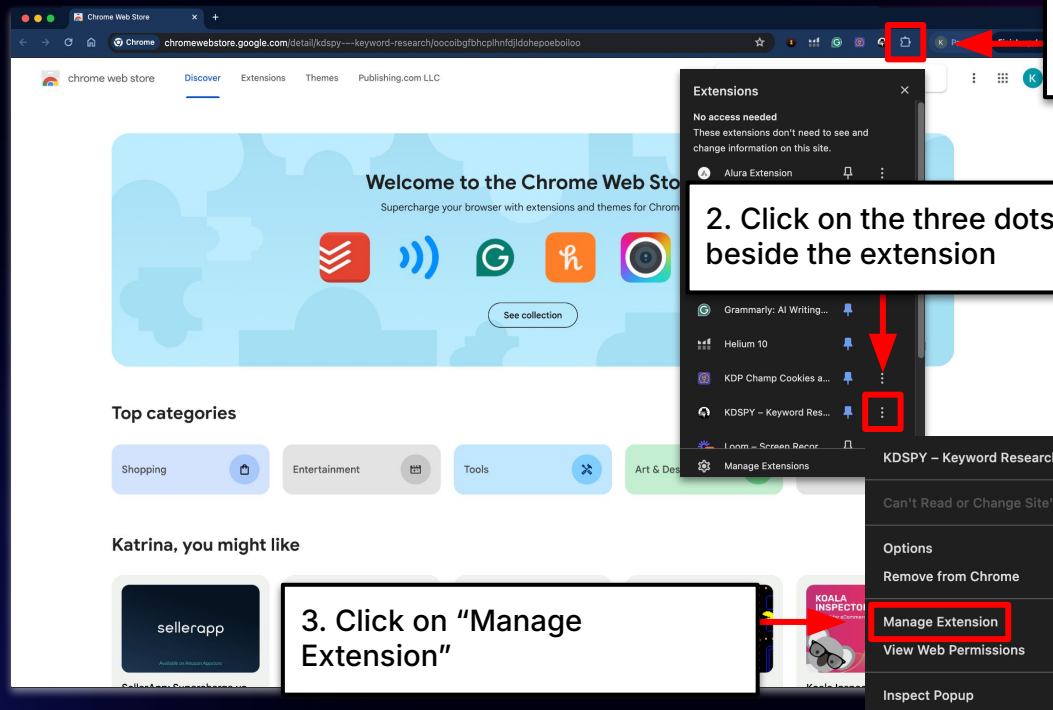 Chrome Web Store
Chrome chromewebstore.google.com/detail/kdspy-–-keyword-research/oocoibgfbhcplhnfdjldohepoeboiloo
chrome web store Discover Extensions Themes Publishing.com LLC
K
Extensions
No access needed
These extensions don't need to see and
change information on this site.
Alura Extension
Welcome to the Chrome Web Sto
Supercharge your browser with extensions and themes for Chrom
See collection
2. Click on the three dots
beside the extension
Grammarly: AI Writing...
Helium 10
KDP Champ Cookies a...
KDSPY – Keyword Res...
Loom – Screen Recor
Manage Extensions
Top categories
Shopping
Entertainment
Tools
Art & Des
KDSPY – Keyword Research
Can't Read or Change Site'
Options
Remove from Chrome
Manage Extension
View Web Permissions
Inspect Popup
Katrina, you might like
sellerapp
Available on Amazon Appstore
3. Click on “Manage
Extension”
KOALA
INSPECTO